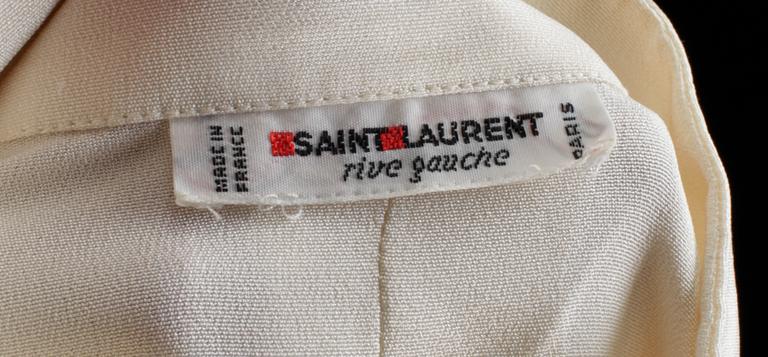 MADE IN
FRANCE
SAINT LAURENT
rive gauche
PARIS